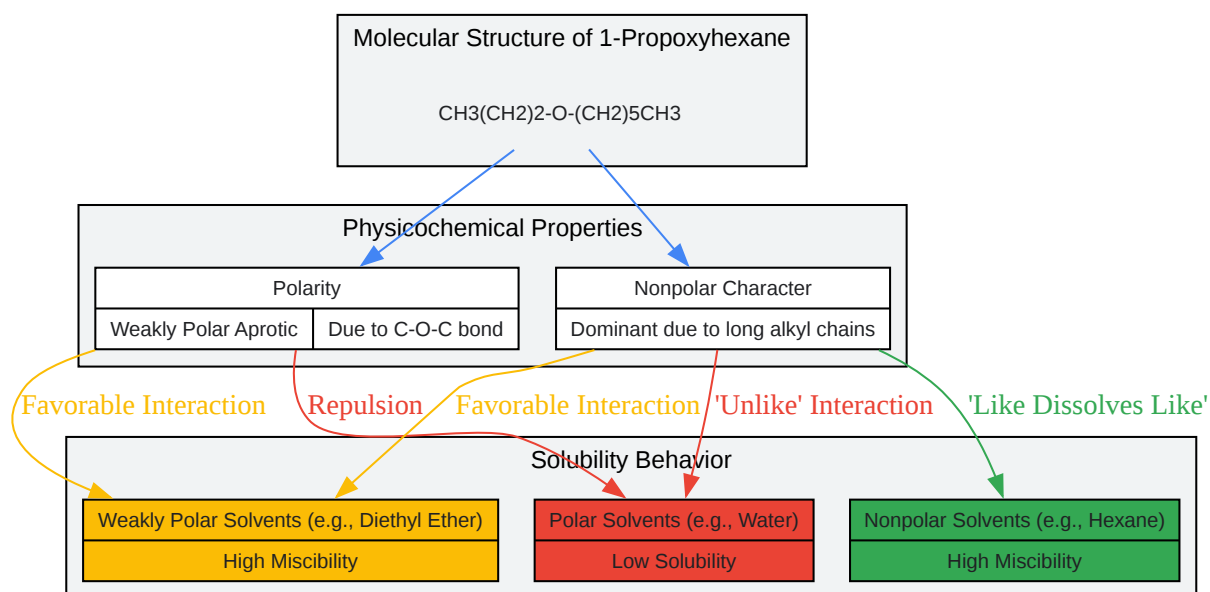 Molecular Structure of 1-Propoxyhexane
CH3(CH2)2-O-(CH2)5CH3
Physicochemical Properties
Polarity
Weakly Polar Aprotic
Due to C-O-C bond
Nonpolar Character
Dominant due to long alkyl chains
Favorable Interaction
Repulsion
Favorable Interaction
'Unlike' Interaction
'Like Dissolves Like'
Solubility Behavior
Weakly Polar Solvents (e.g., Diethyl Ether)
High Miscibility
Polar Solvents (e.g., Water)
Low Solubility
Nonpolar Solvents (e.g., Hexane)
High Miscibility